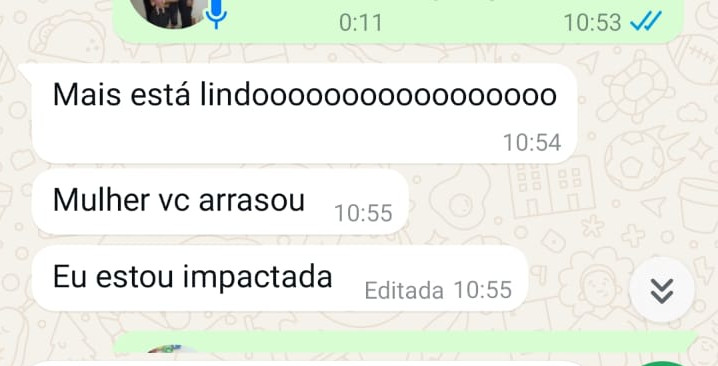 0:11 10:53
Mais está lindooooooooooooooooo
10:54
Mulher vc arrasou 10:55
Eu estou impactada Editada 10:55